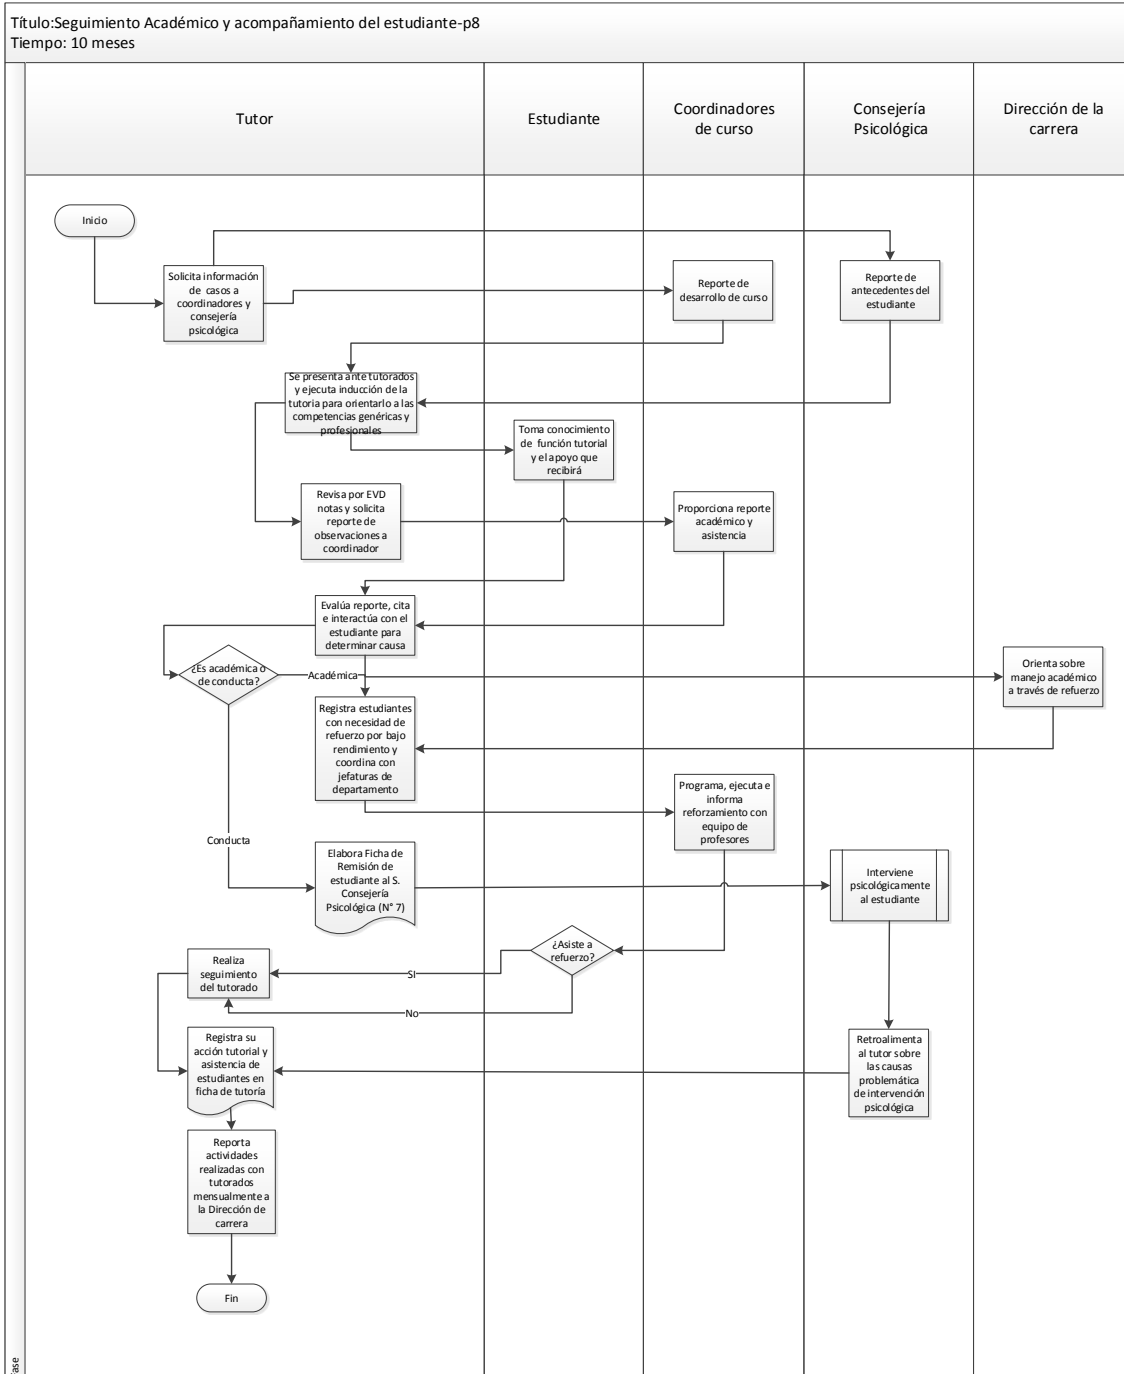 Título:Seguimiento Académico y acompañamiento del estudiante-p8
Tiempo: 10 meses
Tutor
Estudiante
Coordinadores
de curso
Consejería
Psicológica
Dirección de la
carrera
Inicio
Solicita información
de casos a
coordinadores y
consejería
psicológica
Reporte de
desarrollo de curso
Reporte de
antecedentes del
estudiante
Se presenta ante tutorados
y ejecuta inducción de la
tutoria para orientarlo a las
competencias genéricas y
profesionales
Toma conocimiento
de función tutorial
y el apoyo que
recibirá
Revisa por EVD
notas y solicita
reporte de
observaciones a
coordinador
Proporciona reporte
académico y
asistencia
Evalúa reporte, cita
e interactúa con el
estudiante para
determinar causa
¿Es académica o
de conducta?
Académica
Orienta sobre
manejo académico
a través de refuerzo
Registra estudiantes
con necesidad de
refuerzo por bajo
rendimiento y
coordina con
jefaturas de
departamento
Programa, ejecuta e
informa
reforzamiento con
equipo de
profesores
Conducta
Elabora Ficha de
Remisión de
estudiante al S.
Consejería
Psicológica (N° 7)
Interviene
psicológicamente
al estudiante
¿Asiste a
refuerzo?
Realiza
seguimiento
del tutorado
SI
No
Registra su
acción tutorial y
asistencia de
estudiantes en
ficha de tutoría
Retroalimenta
al tutor sobre
las causas
problemática
de intervención
psicológica
Reporta
actividades
realizadas con
tutorados
mensualmente a
la Dirección de
carrera
Fin